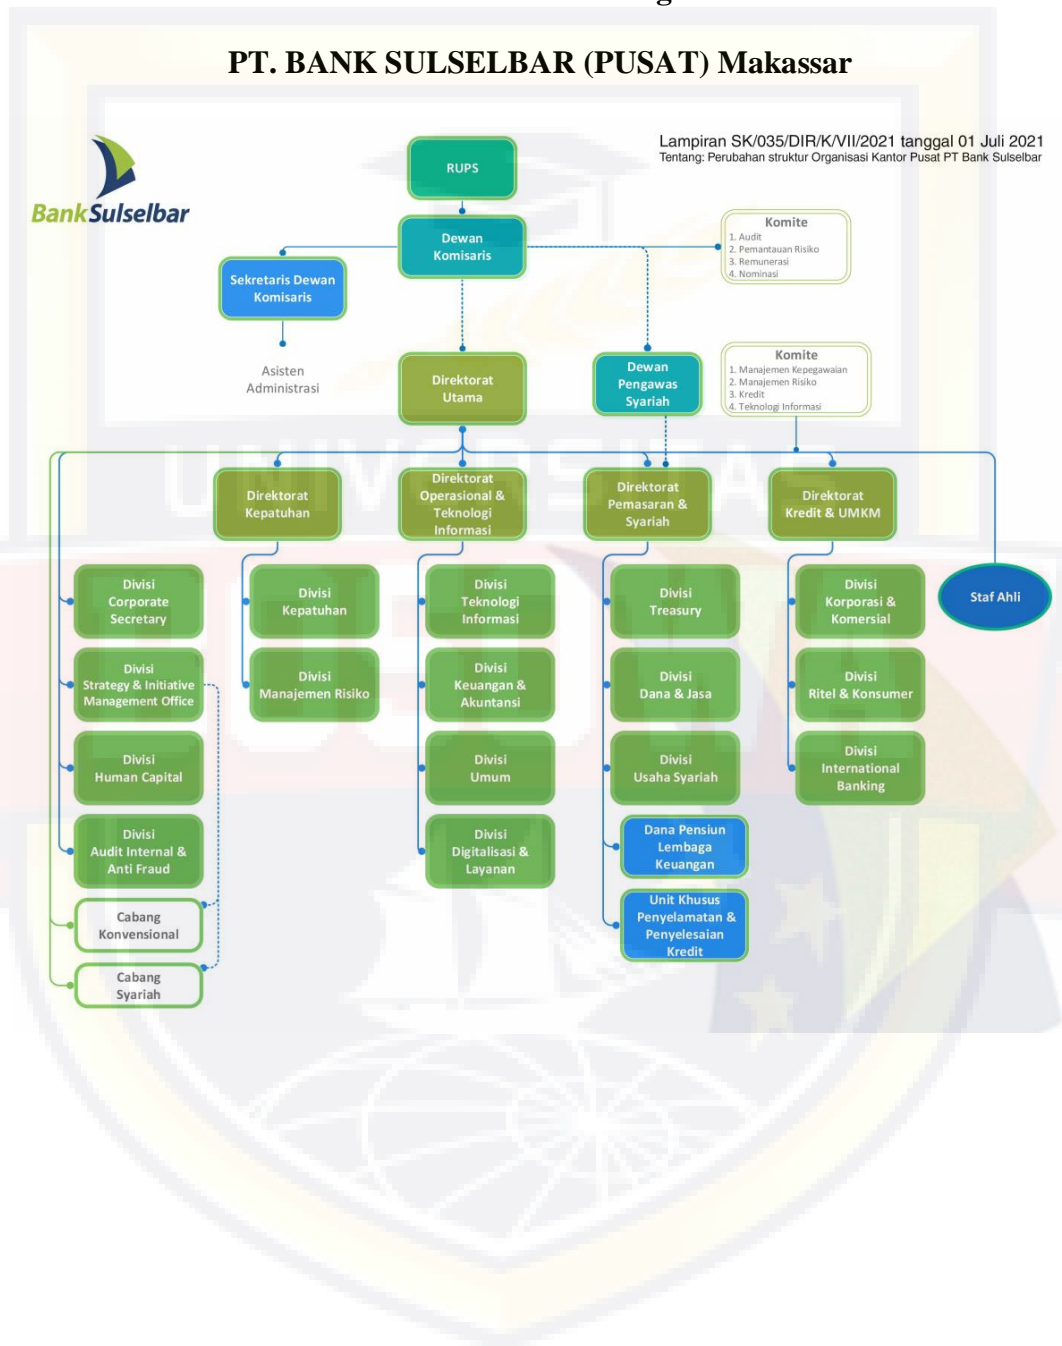 PT. BANK SULSELBAR (PUSAT) Makassar
BankSulselbar
Lampiran SK/035/DIR/K/VII/2021 tanggal 01 Juli 2021
Tentang: Perubahan struktur Organisasi Kantor Pusat PT Bank Sulselbar
RUPS
Dewan
Komisaris
Komite
1. Audit
2. Pemantauan Risiko
3. Remunerasi
4. Nominasi
Sekretaris Dewan
Komisaris
Asisten
Administrasi
Direktorat
Utama
Dewan
Pengawas
Syariah
Komite
1. Manajemen Kepegawaian
2. Manajemen Risiko
3. Kredit
4. Teknologi Informasi
UNIVERSITAS
Direktorat
Kepatuhan
Direktorat
Operasional &
Teknologi
Informasi
Direktorat
Pemasaran &
Syariah
Direktorat
Kredit & UMKM
Divisi
Corporate
Secretary
Divisi
Strategy & Initiative
Management Office
Divisi
Human Capital
Divisi
Audit Internal &
Anti Fraud
Cabang
Konvensional
Cabang
Syariah
Divisi
Kepatuhan
Divisi
Manajemen Risiko
Divisi
Teknologi
Informasi
Divisi
Keuangan &
Akuntansi
Divisi
Umum
Divisi
Digitalisasi &
Layanan
Divisi
Treasury
Divisi
Dana & Jasa
Divisi
Usaha Syariah
Dana Pensiun
Lembaga
Keuangan
Unit Khusus
Penyelamatan &
Penyelesaian
Kredit
Divisi
Korporasi &
Komersial
Divisi
Ritel & Konsumer
Divisi
International
Banking
Staf Ahli